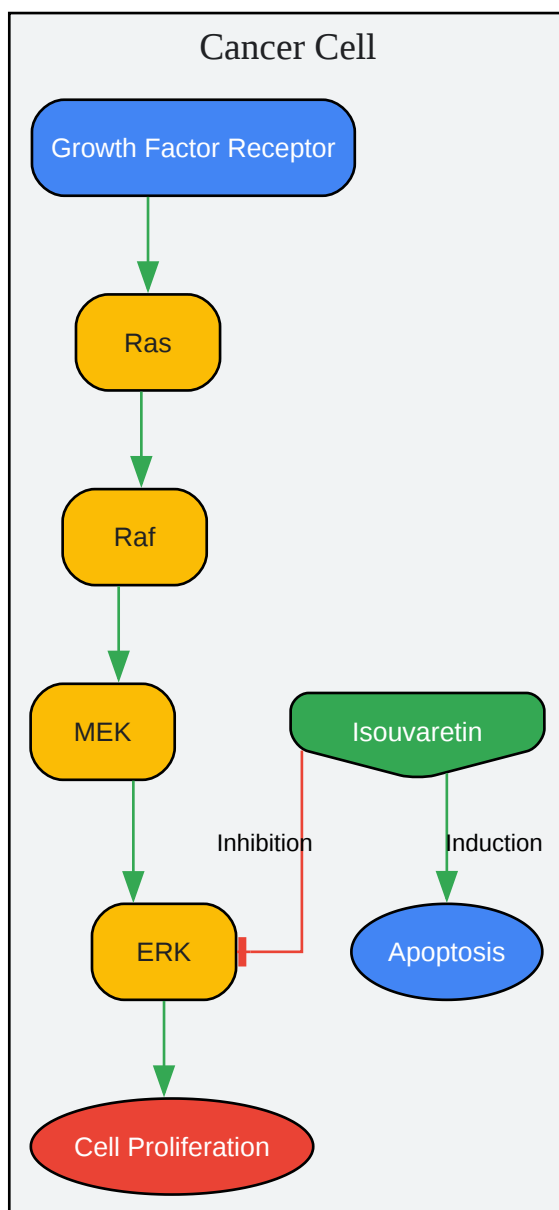 Cancer Cell
Growth Factor Receptor
Ras
Raf
MEK
Isouvaretin
Inhibition
Induction
ERK
Apoptosis
Cell Proliferation